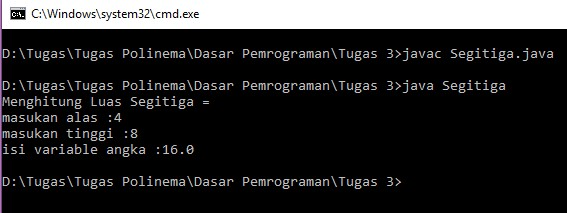 C:\Windows\system32\cmd.exe
D:\Tugas\Tugas Polinema\Dasar Pemrograman\Tugas 3>javac Segitiga.java
D:\Tugas\Tugas Polinema\Dasar Pemrograman\Tugas 3>java Segitiga
Menghitung Luas Segitiga =
masukan alas :4
masukan tinggi :8
isi variable angka :16.0
D:\Tugas\Tugas Polinema\Dasar Pemrograman\Tugas 3>